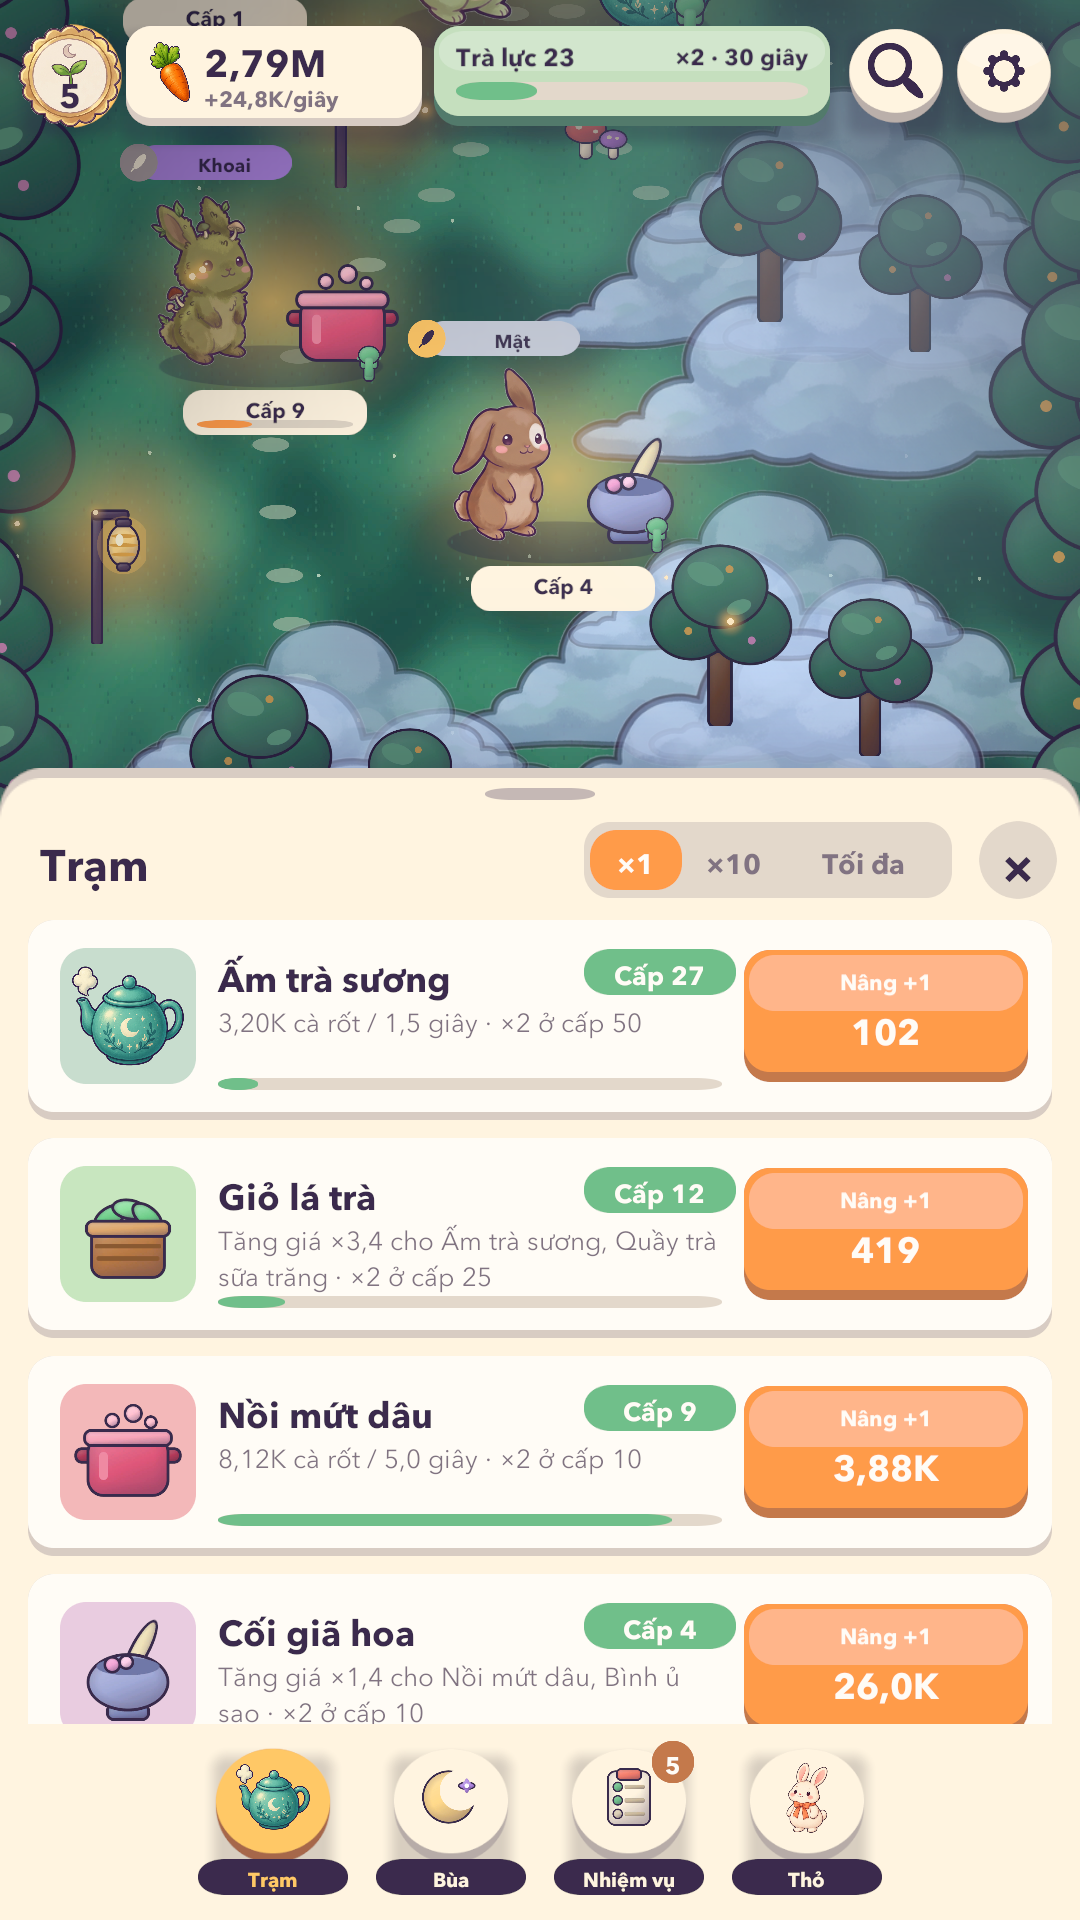 Cấp 1
5
2,79M
+24,8K/giây
Trà lực 23
×2 · 30 giây
Khoai
Cấp 9
Mật
Cấp 4
Trạm
×1
×10
Tối đa
×
Ấm trà sương
Cấp 27
3,20K cà rốt / 1,5 giây · ×2 ở cấp 50
Nâng +1
102
Giỏ lá trà
Cấp 12
Tăng giá ×3,4 cho Ấm trà sương, Quầy trà
sữa trăng · ×2 ở cấp 25
Nâng +1
419
Nồi mứt dâu
Cấp 9
8,12K cà rốt / 5,0 giây · ×2 ở cấp 10
Nâng +1
3,88K
Cối giã hoa
Cấp 4
Tăng giá ×1,4 cho Nồi mứt dâu, Bình ủ
sao · ×2 ở cấp 10
Nâng +1
26,0K
Trạm
Bùa
5
Nhiệm vụ
Thỏ